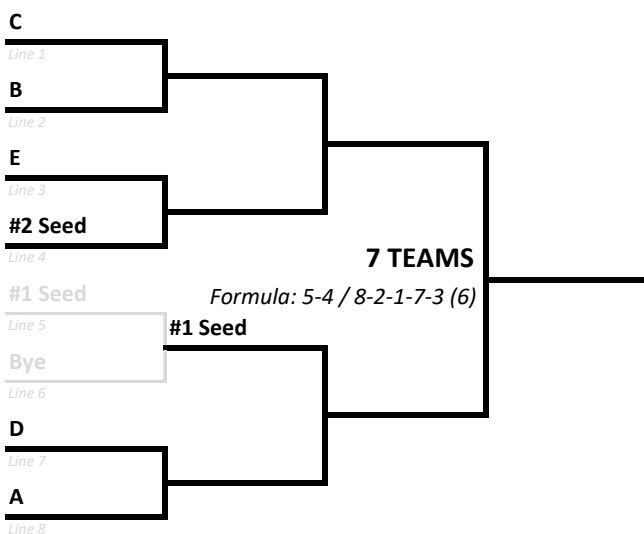 C
Line 1
B
Line 2
E
Line 3
#2 Seed
Line 4
7 TEAMS
#1 Seed
Formula: 5-4 / 8-2-1-7-3 (6)
Line 5
#1 Seed
Bye
Line 6
D
Line 7
A
Line 8